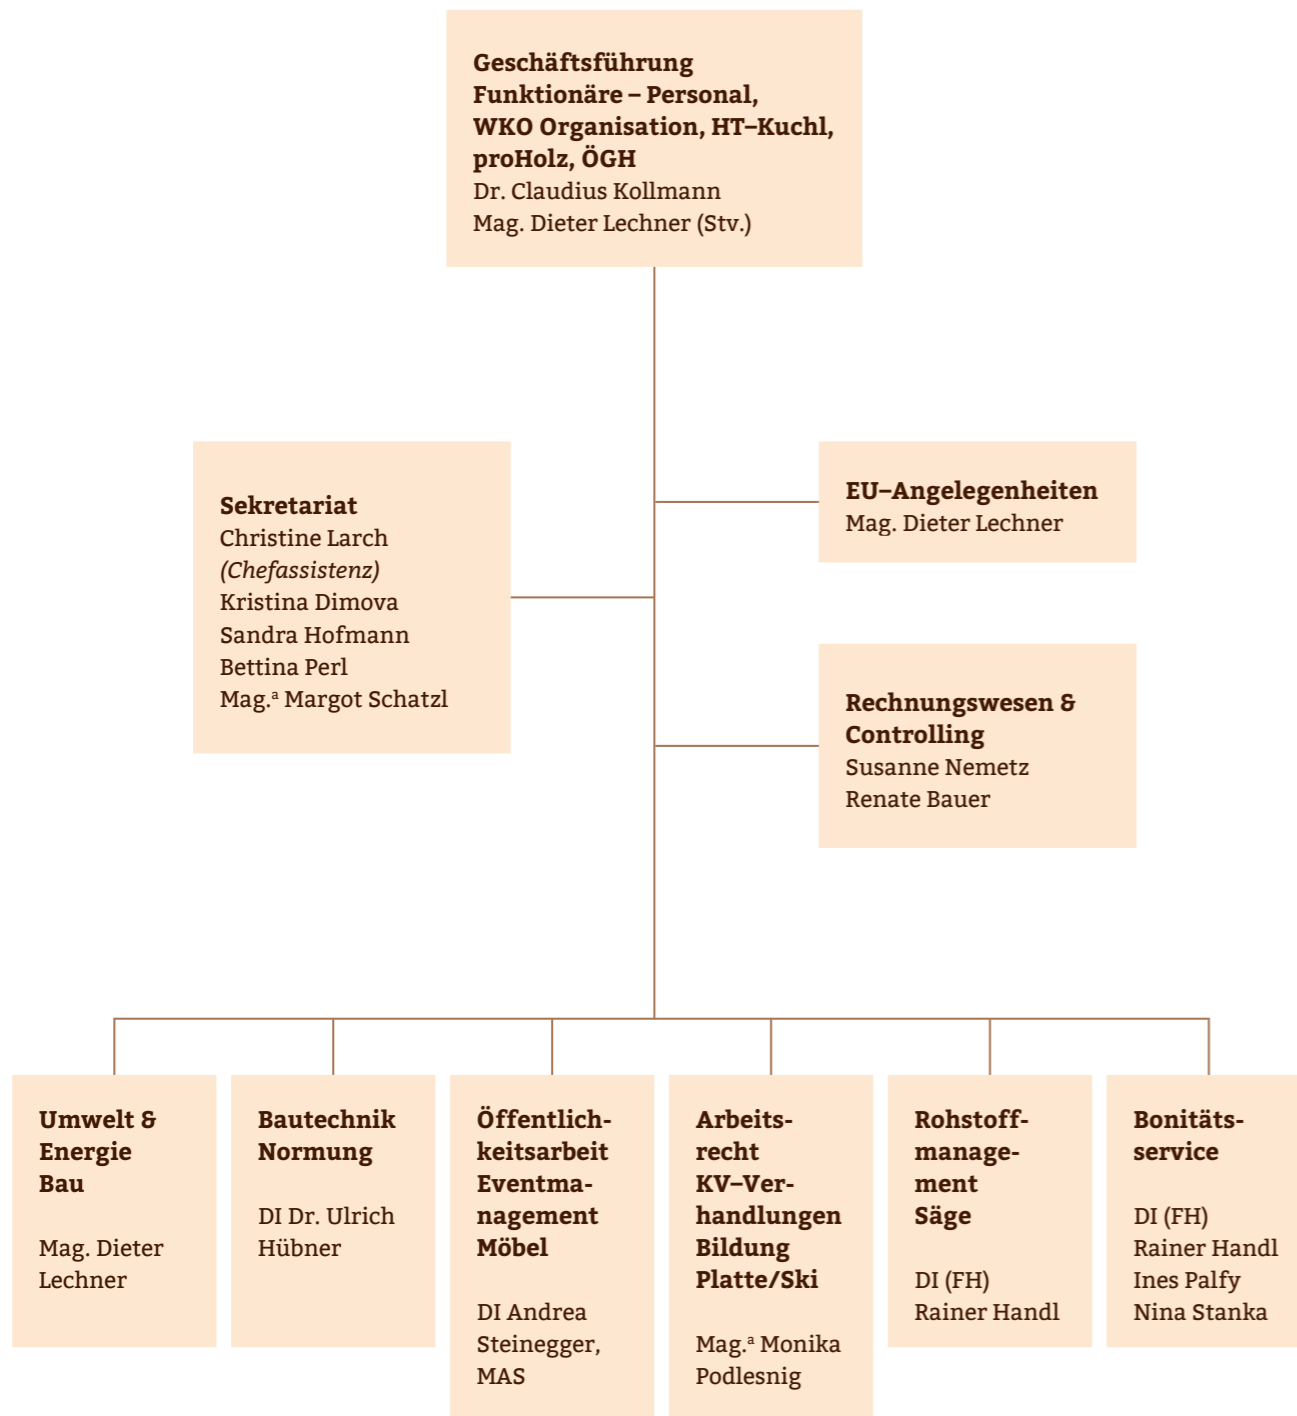 Geschäftsführung
Funktionäre – Personal,
WKO Organisation, HT–Kuchl,
proHolz, ÖGH
Dr. Claudius Kollmann
Mag. Dieter Lechner (Stv.)
Sekretariat
Christine Larch
(Chefassistenz)
Kristina Dimova
Sandra Hofmann
Bettina Perl
Mag.ª Margot Schatzl
EU–Angelegenheiten
Mag. Dieter Lechner
Rechnungswesen &
Controlling
Susanne Nemetz
Renate Bauer
Umwelt &
Energie
Bau
Mag. Dieter
Lechner
Bautechnik
Normung
DI Dr. Ulrich
Hübner
Öffentlich-
keitsarbeit
Eventma-
nagement
Möbel
DI Andrea
Steinegger,
MAS
Arbeits-
recht
KV–Ver-
handlungen
Bildung
Platte/Ski
Mag.ª Monika
Podlesnig
Rohstoff-
manage-
ment
Säge
DI (FH)
Rainer Handl
Bonitäts-
service
DI (FH)
Rainer Handl
Ines Palfy
Nina Stanka